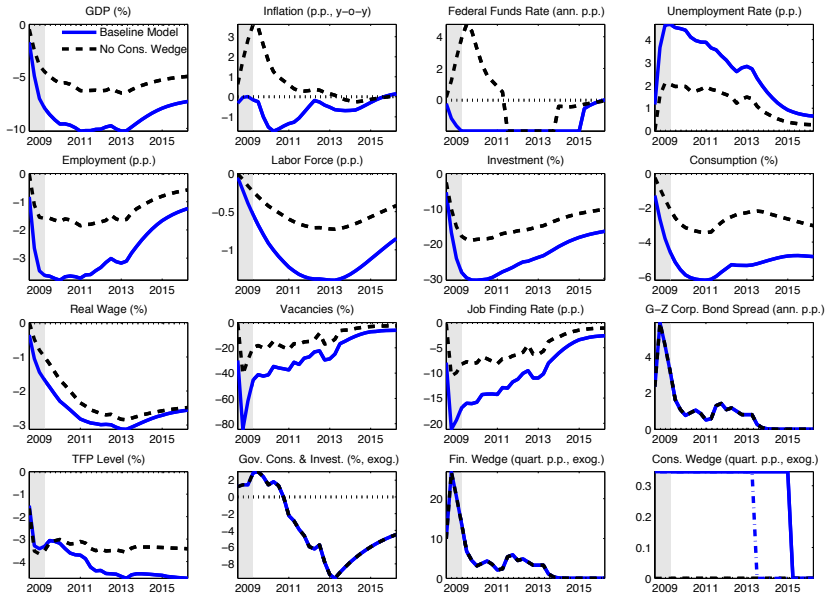 GDP (%)
Inflation (p.p., y-o-y)
Federal Funds Rate (ann. p.p.)
Unemployment Rate (p.p.)
Baseline Model
No Cons. Wedge
0
−5
−10
2009 2011 2013 2015
3
2
1
0
−1
2009 2011 2013 2015
4
2
0
2009 2011 2013 2015
4
3
2
1
0
2009 2011 2013 2015
Employment (p.p.)
Labor Force (p.p.)
Investment (%)
Consumption (%)
0
−1
−2
−3
2009 2011 2013 2015
0
−0.5
−1
2009 2011 2013 2015
0
−10
−20
−30
2009 2011 2013 2015
0
−2
−4
−6
2009 2011 2013 2015
Real Wage (%)
Vacancies (%)
Job Finding Rate (p.p.)
G−Z Corp. Bond Spread (ann. p.p.)
0
−1
−2
−3
2009 2011 2013 2015
0
−20
−40
−60
−80
2009 2011 2013 2015
0
−5
−10
−15
−20
2009 2011 2013 2015
4
2
0
2009 2011 2013 2015
TFP Level (%)
Gov. Cons. & Invest. (%, exog.)
Fin. Wedge (quart. p.p., exog.)
Cons. Wedge (quart. p.p., exog.)
0
−1
−2
−3
−4
2009 2011 2013 2015
2
0
−2
−4
−6
−8
2009 2011 2013 2015
20
10
0
2009 2011 2013 2015
0.3
0.2
0.1
0
2009 2011 2013 2015